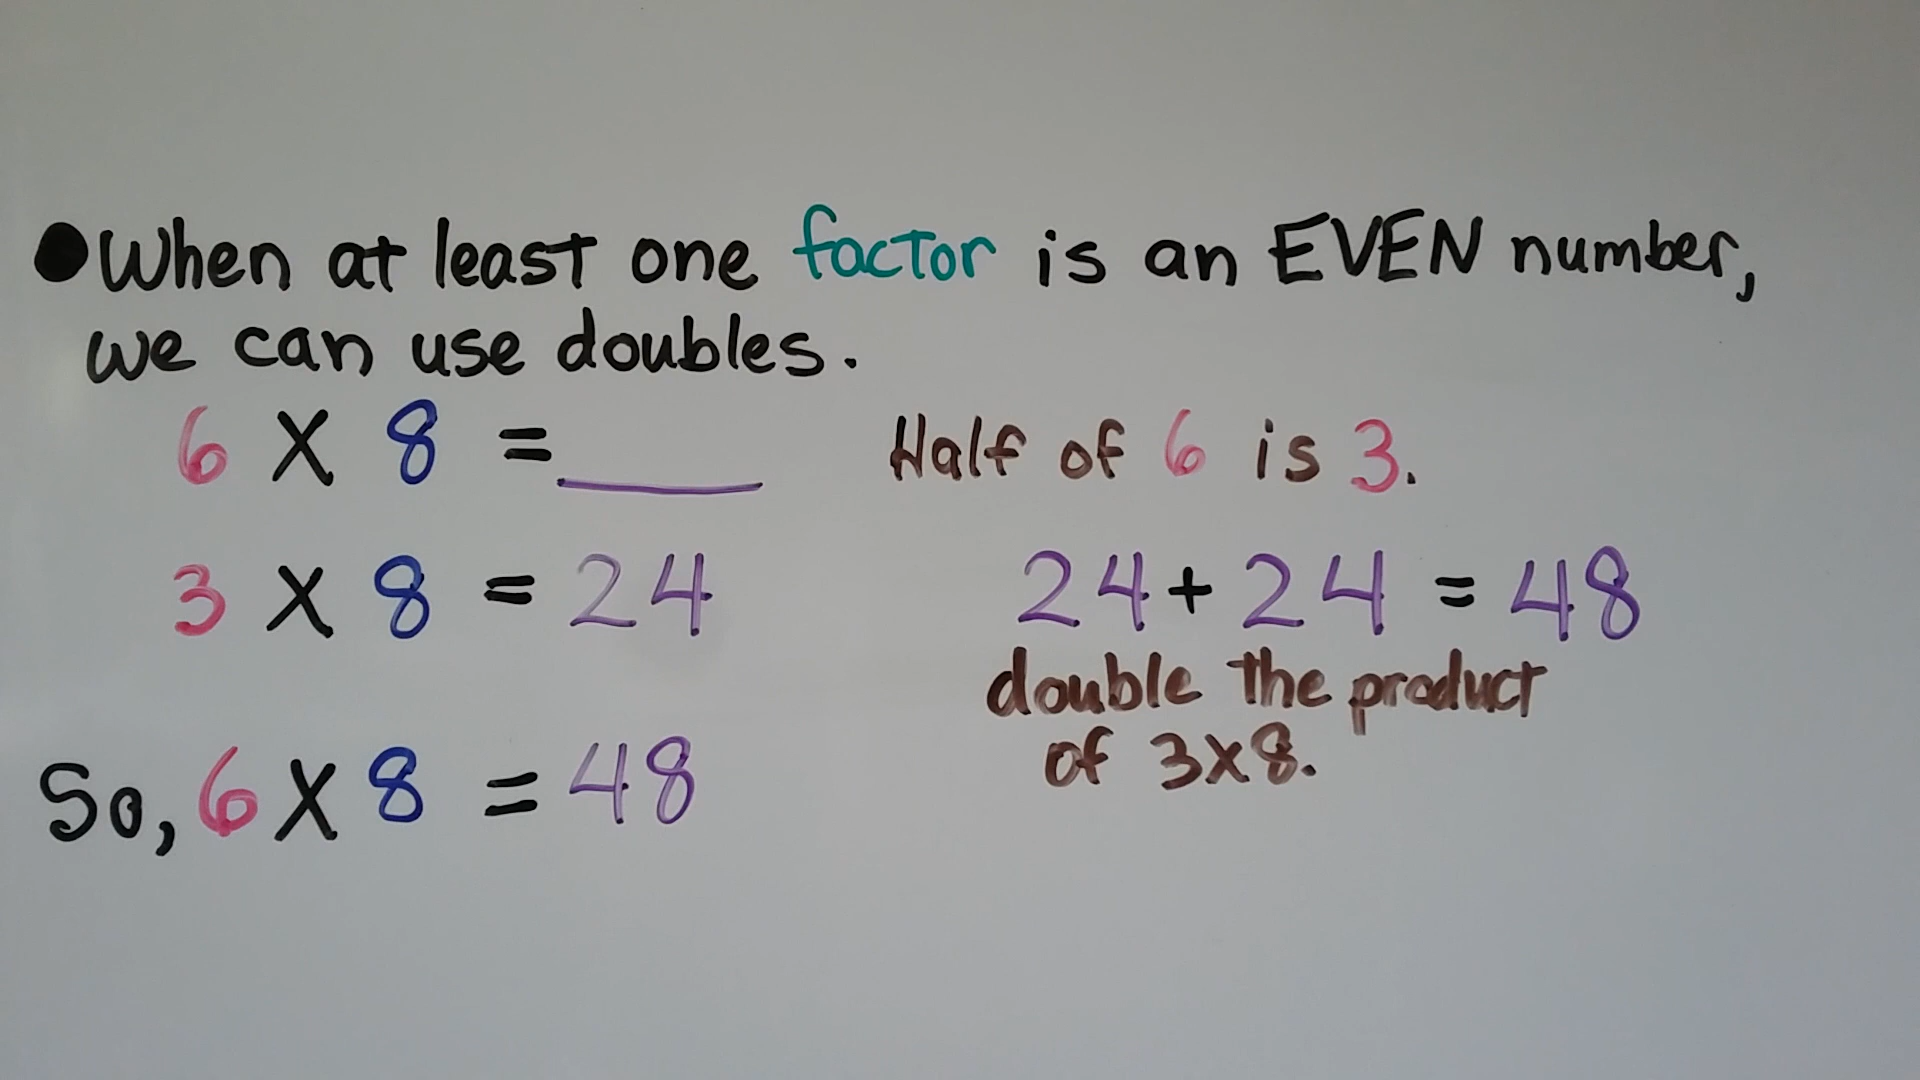 ●When at least one factor is an EVEN number,
we can use doubles.
6 X 8 =____ Half of 6 is 3.
3 X 8 = 24 24+24 = 48
double the product
of 3x8.
So, 6 X 8 = 48